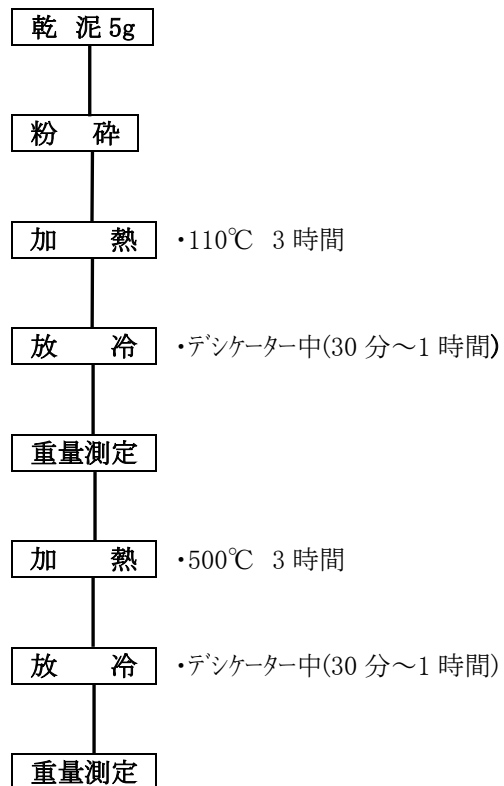 乾 泥 5g
粉 砕
加 熱 ・110℃ 3 時間
放 冷 ・デシケーター中(30 分～1 時間)
重量測定
加 熱 ・500℃ 3 時間
放 冷 ・デシケーター中(30 分～1 時間)
重量測定